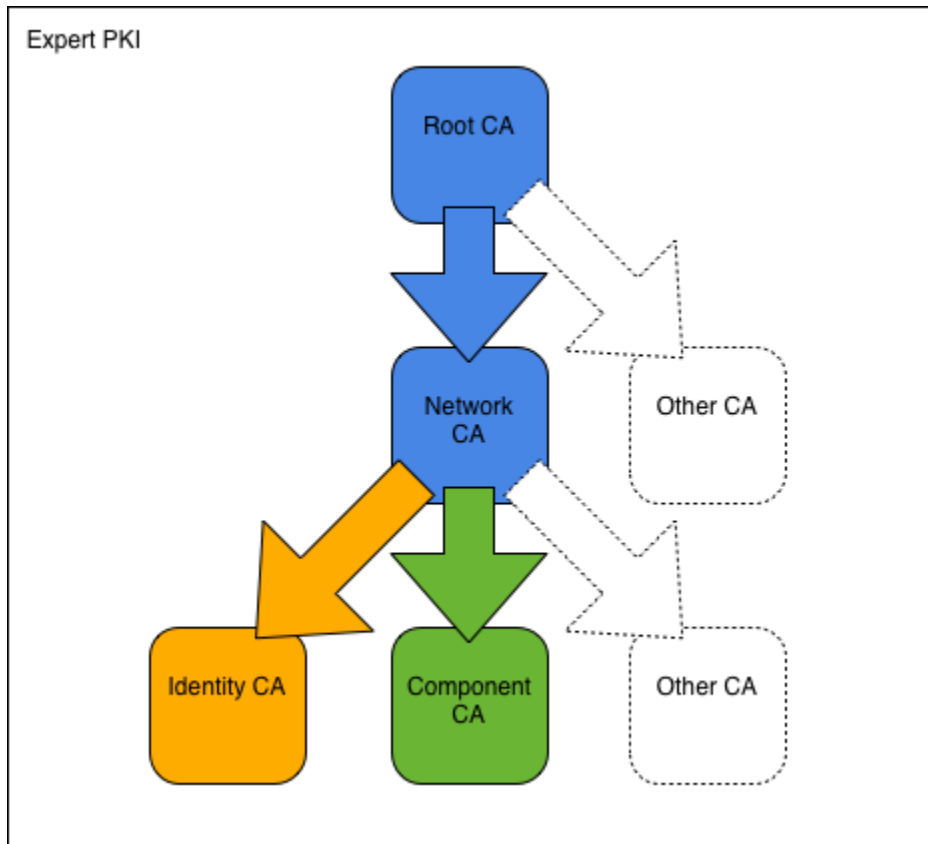 Expert PKI
Root CA
Network
CA
Other CA
Identity CA
Component
CA
Other CA